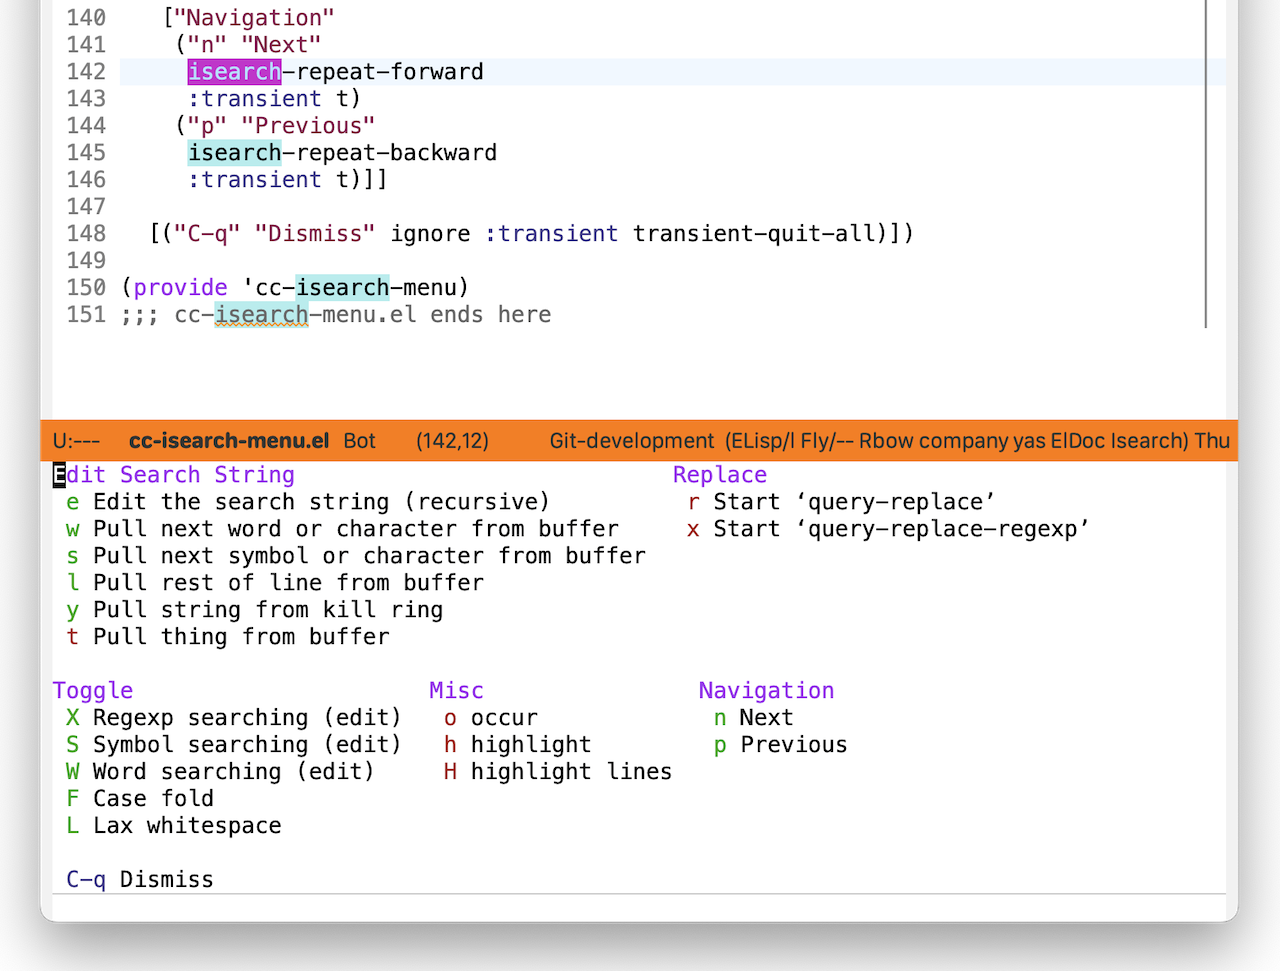 140 ["Navigation"
141 ("n" "Next"
142 isearch-repeat-forward
143 :transient t)
144 ("p" "Previous"
145 isearch-repeat-backward
146 :transient t)]]
147
148 [("C-q" "Dismiss" ignore :transient transient-quit-all)])
149
150 (provide 'cc-isearch-menu)
151 ;;; cc-isearch-menu.el ends here
U:--- cc-isearch-menu.el Bot (142,12) Git-development (ELisp/l Fly/-- Rbow company yas ElDoc Isearch) Thu
Edit Search String Replace
e Edit the search string (recursive) r Start ‘query-replace’
w Pull next word or character from buffer x Start ‘query-replace-regexp’
s Pull next symbol or character from buffer
l Pull rest of line from buffer
y Pull string from kill ring
t Pull thing from buffer
Toggle Misc Navigation
X Regexp searching (edit) o occur n Next
S Symbol searching (edit) h highlight p Previous
W Word searching (edit) H highlight lines
F Case fold
L Lax whitespace
C-q Dismiss